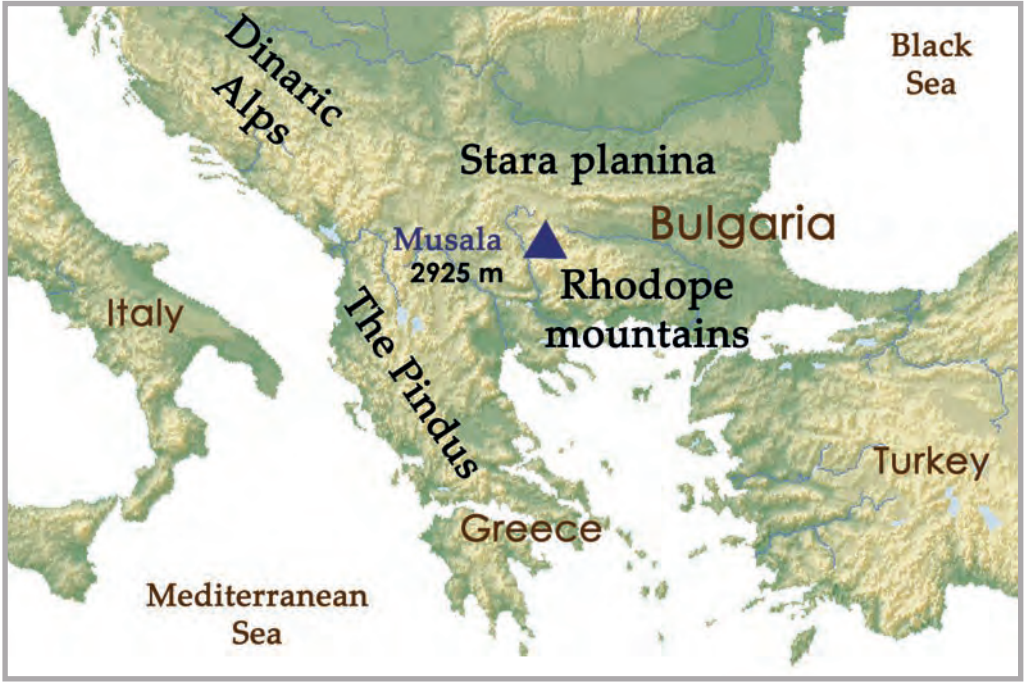 Dinaric
Alps
Black
Sea
Stara planina
Bulgaria
Musala
2925 m
Rhodope
mountains
Italy
The Pindus
Turkey
Greece
Mediterranean
Sea